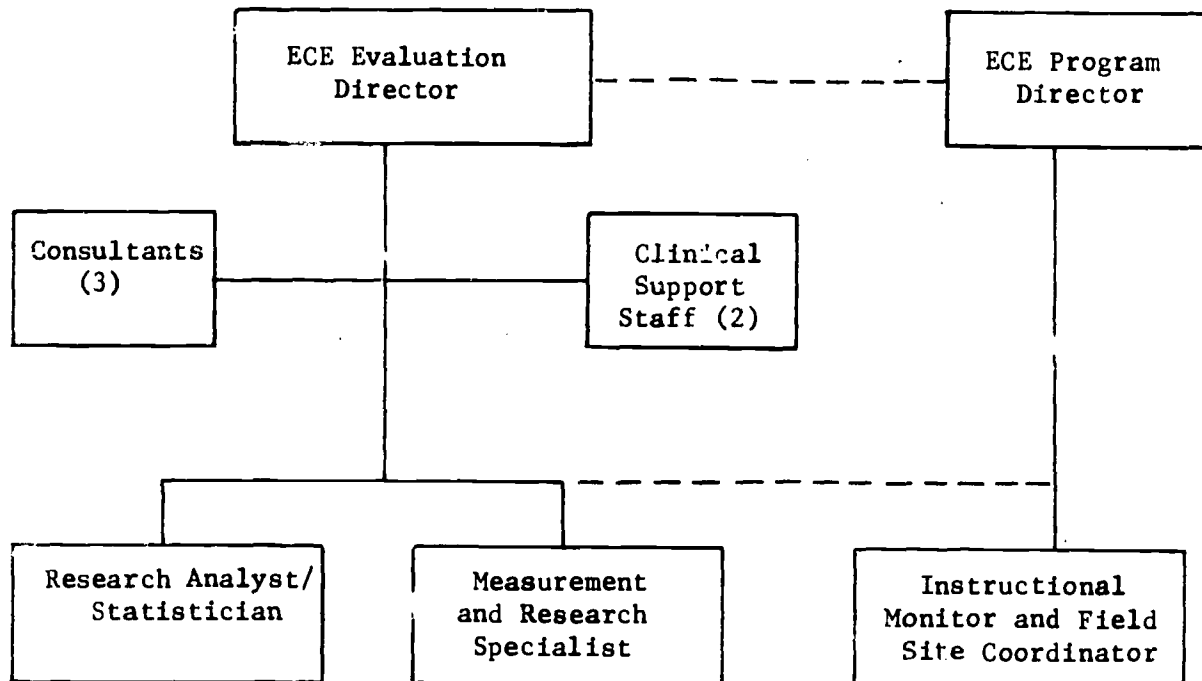 ECE Evaluation
Director
ECE Program
Director
Consultants
(3)
Clinical
Support
Staff (2)
Research Analyst/
Statistician
Measurement
and Research
Specialist
Instructional
Monitor and Field
Site Coordinator